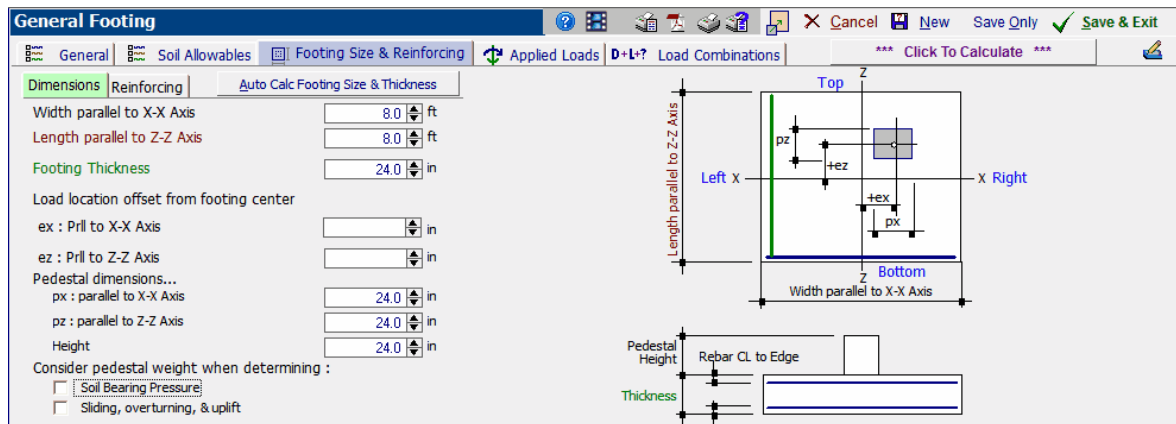 General Footing
Cancel New Save Only Save & Exit
General Soil Allowables Footing Size & Reinforcing Applied Loads D+L+? Load Combinations *** Click To Calculate ***
Dimensions Reinforcing Auto Calc Footing Size & Thickness
Width parallel to X-X Axis 8.0 ft
Length parallel to Z-Z Axis 8.0 ft
Footing Thickness 24.0 in
Load location offset from footing center
ex : Prll to X-X Axis in
ez : Prll to Z-Z Axis in
Pedestal dimensions...
px : parallel to X-X Axis 24.0 in
pz : parallel to Z-Z Axis 24.0 in
Height 24.0 in
Consider pedestal weight when determining :
Soil Bearing Pressure
Sliding, overturning, & uplift
Top Z
Length parallel to Z-Z Axis
pz
+ez
Left X X Right
+ex
px
Z Bottom
Width parallel to X-X Axis
Pedestal
Height
Rebar CL to Edge
Thickness